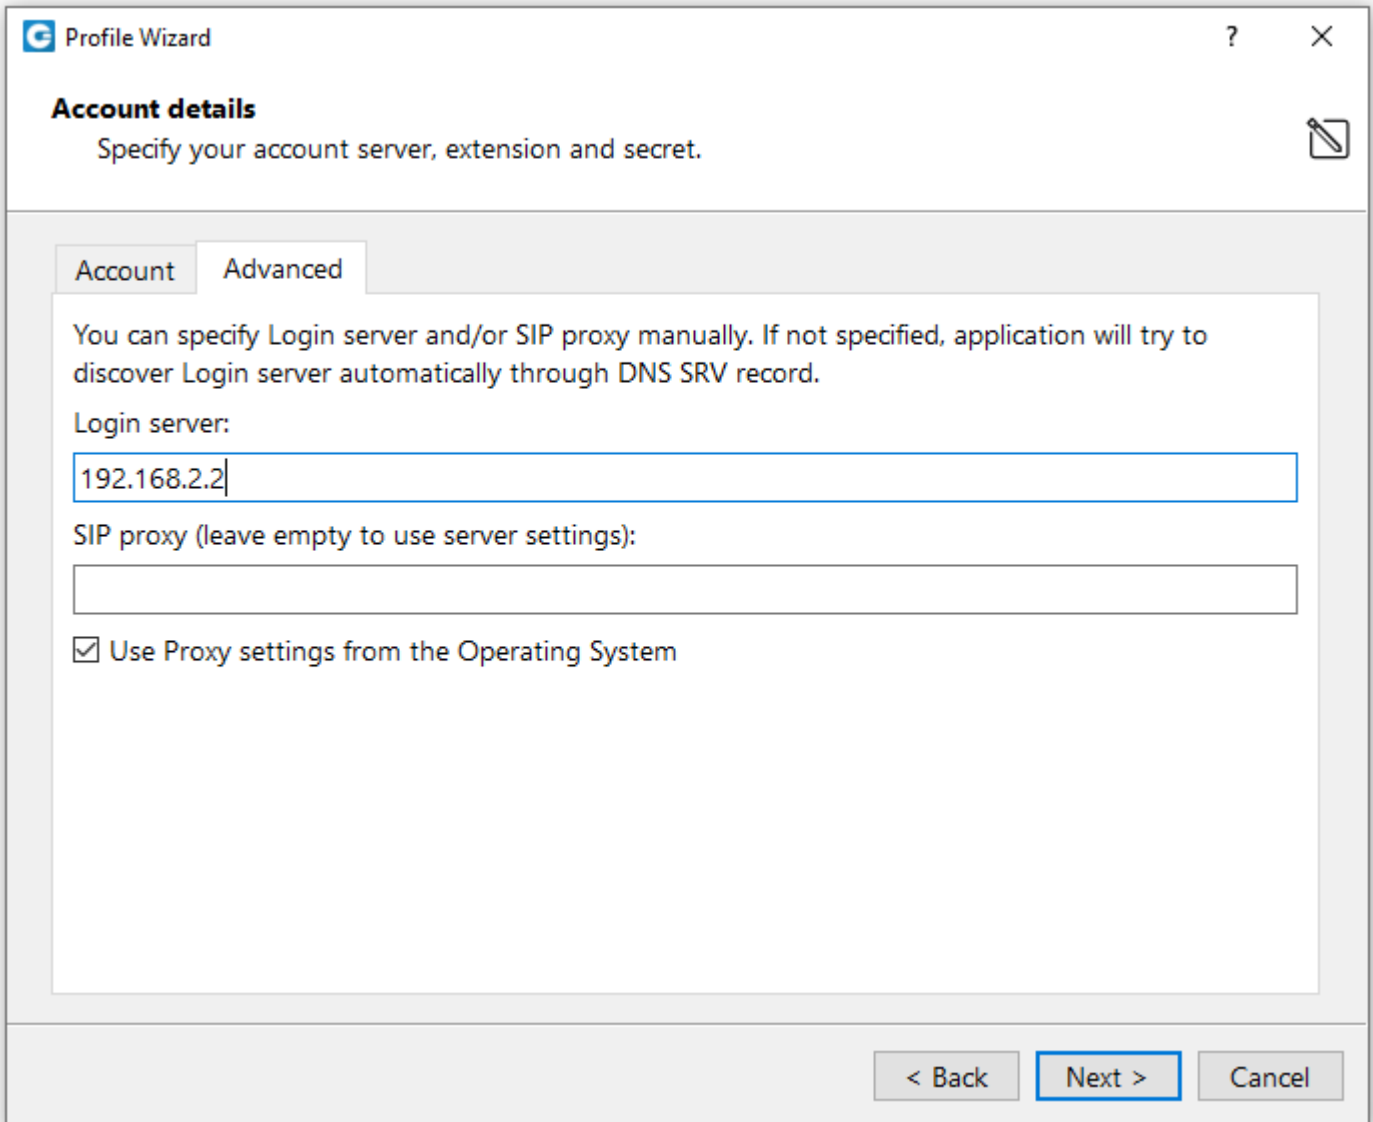 Profile Wizard
?
Account details
Specify your account server, extension and secret.
Account
Advanced
You can specify Login server and/or SIP proxy manually. If not specified, application will try to
discover Login server automatically through DNS SRV record.
Login server:
192.168.2.2
SIP proxy (leave empty to use server settings):
Use Proxy settings from the Operating System
< Back
Next >
Cancel